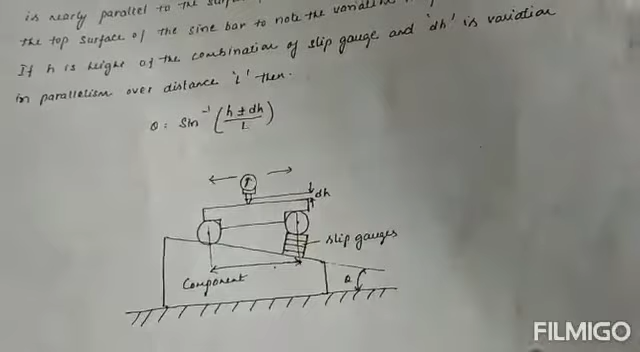 is nearly parallel to the
the top surface of the sine bar to note the variation
If h is height of the combination of slip gauge and 'dh' is variation
in parallelism over distance 'L' then.
θ = Sin⁻¹ (h ± dh / L)
dh
slip gauges
Component
θ
FILMIGO